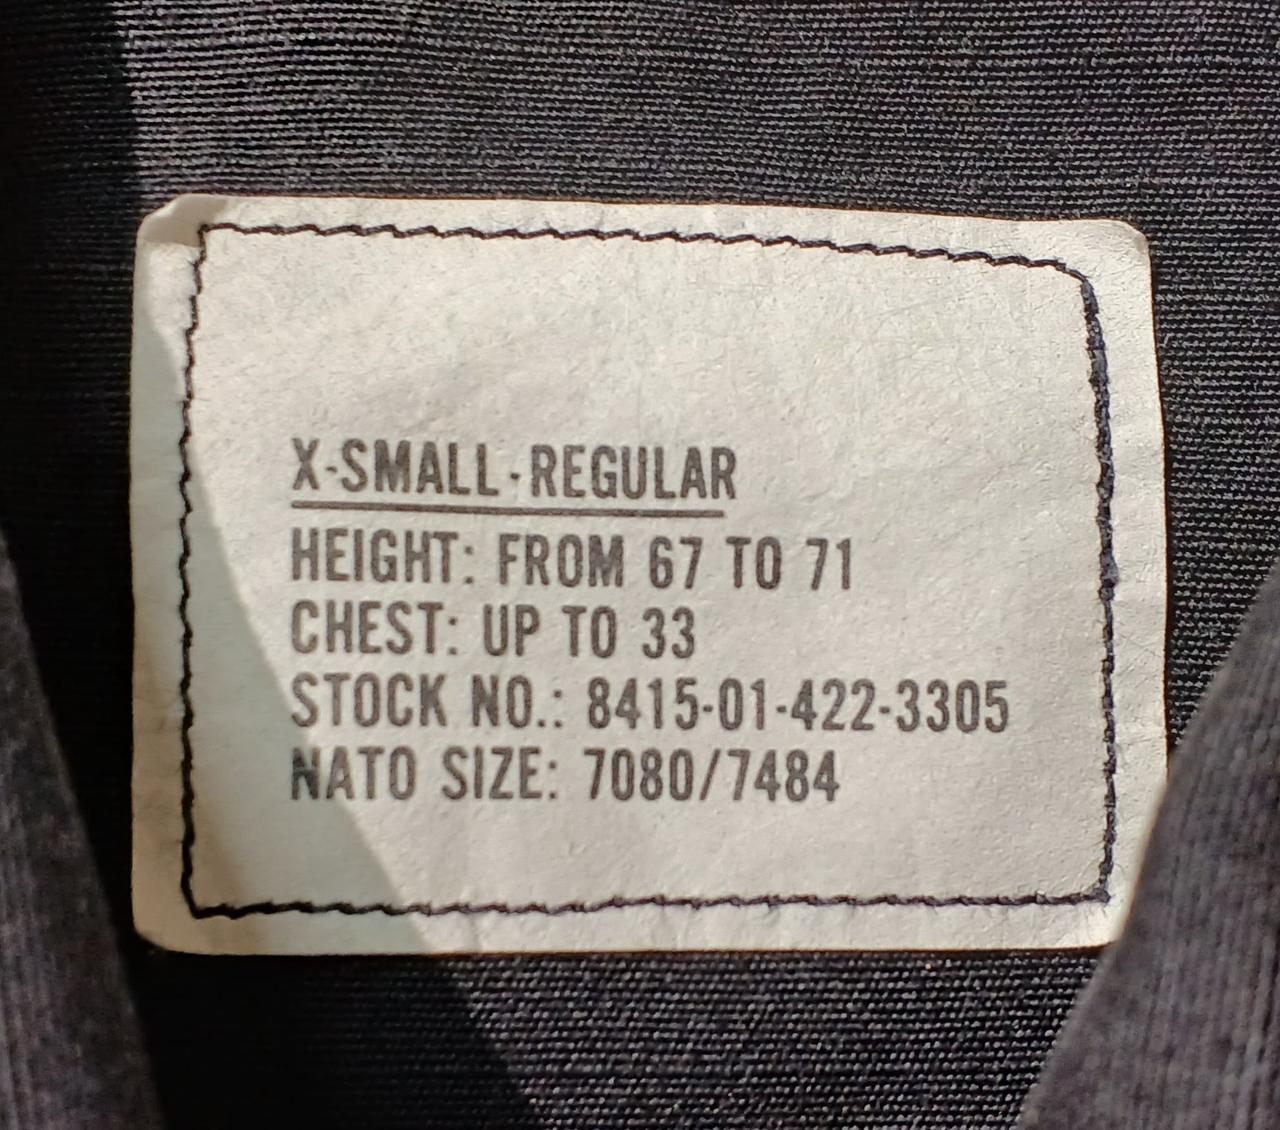 X-SMALL-REGULAR
HEIGHT: FROM 67 TO 71
CHEST: UP TO 33
STOCK NO.: 8415-01-422-3305
NATO SIZE: 7080/7484